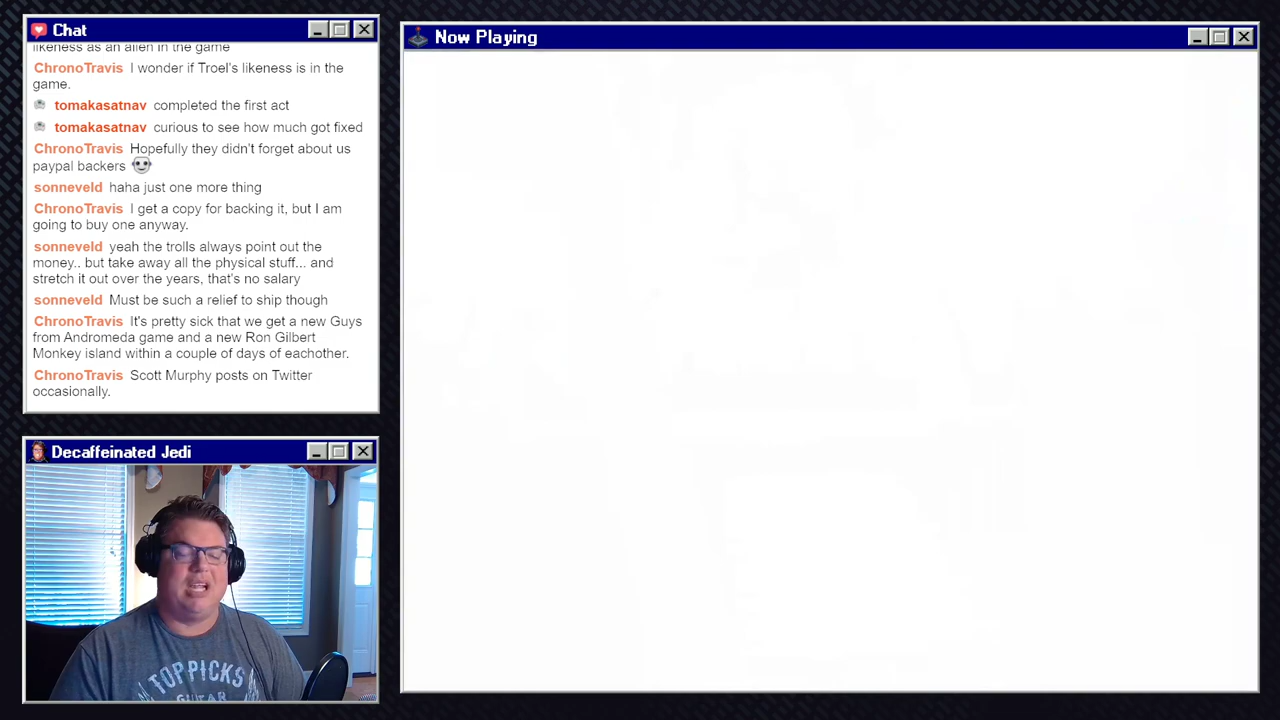 Chat
likeness as an alien in the game
ChronoTravis I wonder if Troel's likeness is in the
game.
tomakasatnav completed the first act
tomakasatnav curious to see how much got fixed
ChronoTravis Hopefully they didn't forget about us
paypal backers
sonneveld haha just one more thing
ChronoTravis I get a copy for backing it, but I am
going to buy one anyway.
sonneveld yeah the trolls always point out the
money.. but take away all the physical stuff... and
stretch it out over the years, that's no salary
sonneveld Must be such a relief to ship though
ChronoTravis It's pretty sick that we get a new Guys
from Andromeda game and a new Ron Gilbert
Monkey island within a couple of days of eachother.
ChronoTravis Scott Murphy posts on Twitter
occasionally.
Now Playing
Decaffeinated Jedi
TOPPICKS
GUITAR